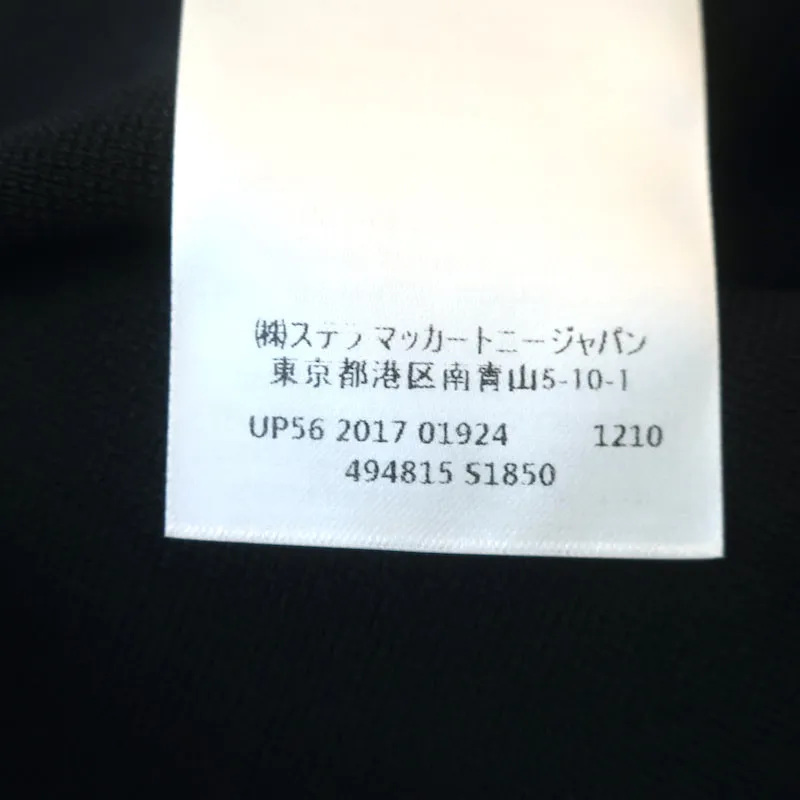 (株)ステラ マッカートニージャパン
東京都港区南青山5-10-1
UP56 2017 01924 1210
494815 S1850